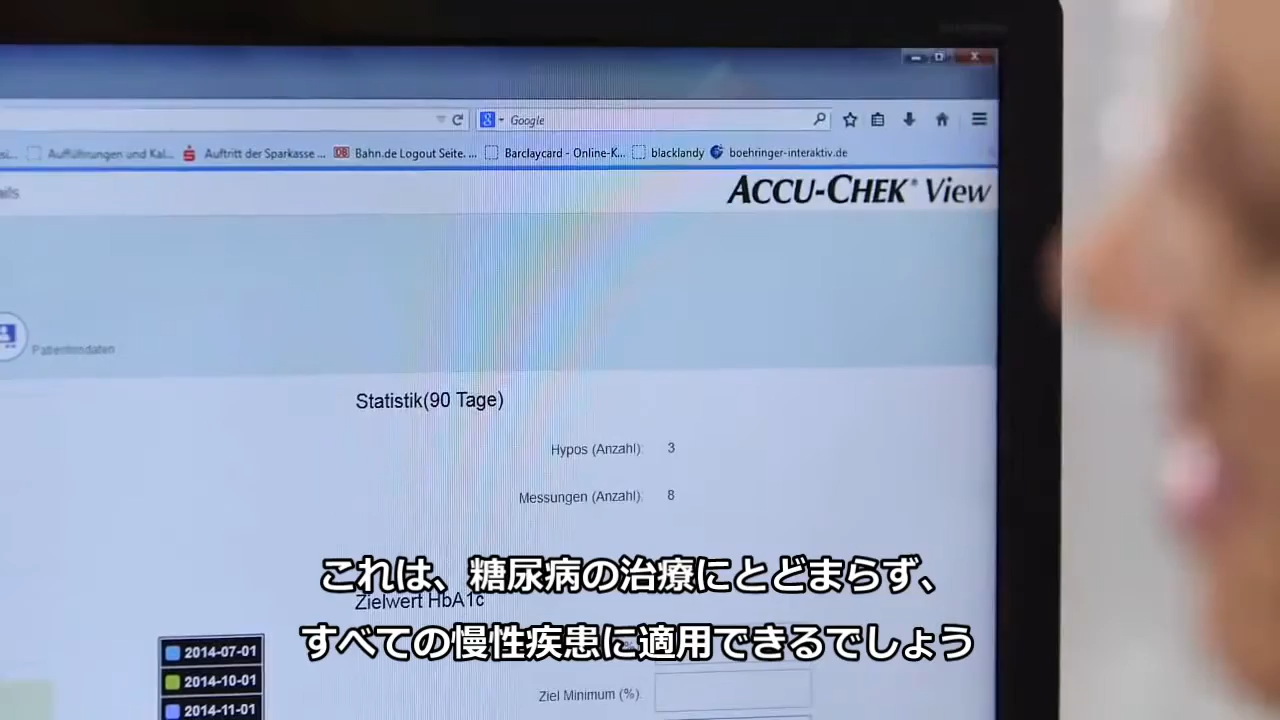 Google
Aufführungen und Kal...
Auftritt der Sparkasse ...
Bahn.de Logout Seite. ...
Barclaycard - Online-K...
blacklandy
boehringer-interaktiv.de
ACCU-CHEK® View
Patientendaten
Statistik(90 Tage)
Hypos (Anzahl): 3
Messungen (Anzahl): 8
これは、糖尿病の治療にとどまらず、
Zielwert HbA1c
すべての慢性疾患に適用できるでしょう
2014-07-01
2014-10-01
Ziel Minimum (%):
2014-11-01